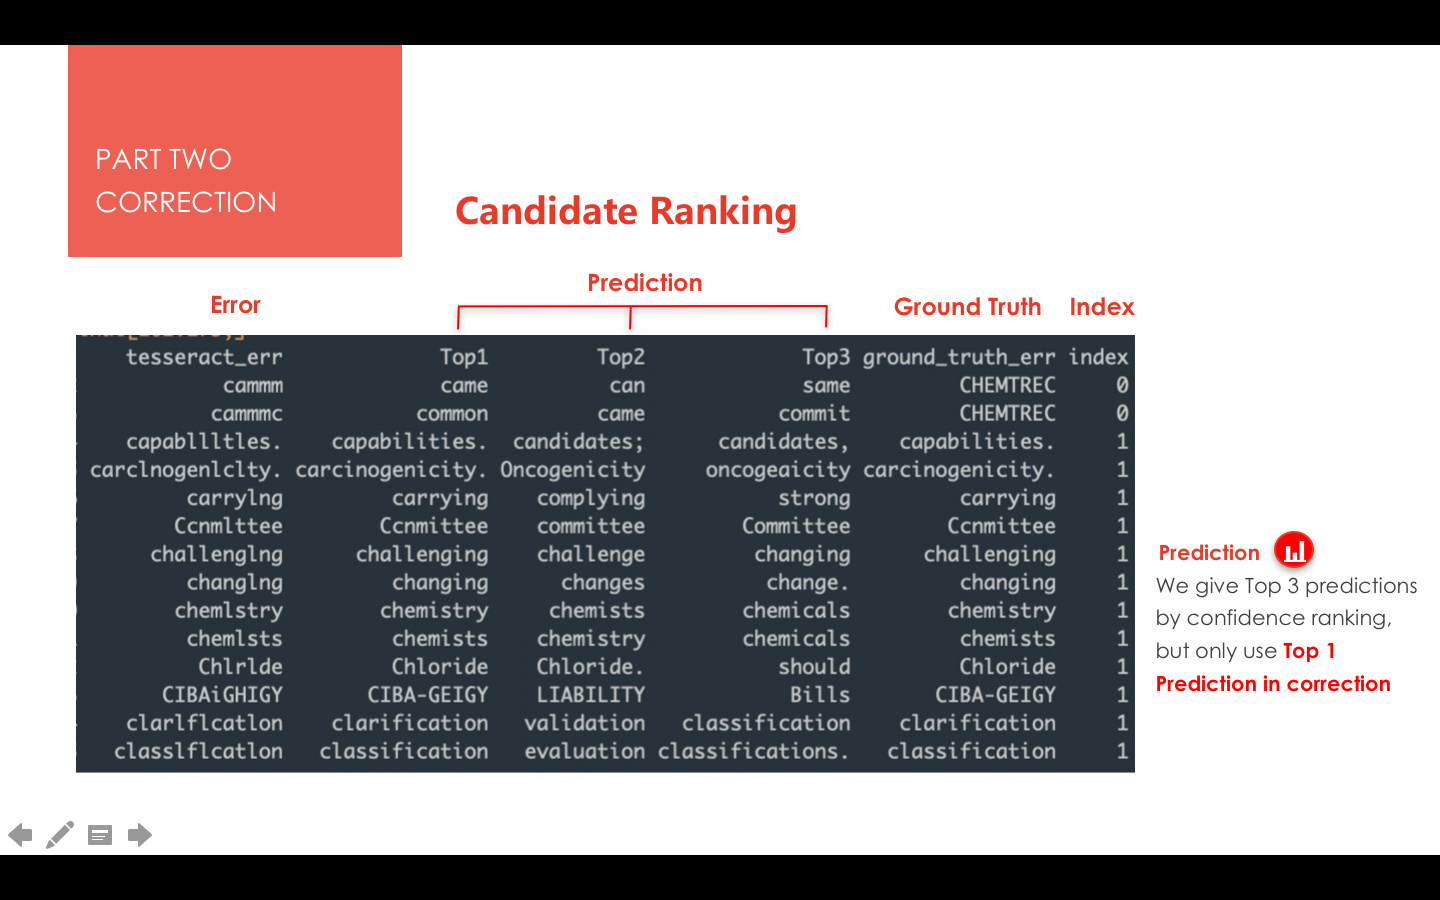 PART TWO
CORRECTION
Candidate Ranking
Prediction
Error
Ground Truth Index
tesseract_err Top1 Top2 Top3 ground_truth_err index
cammm came can same CHEMTREC 0
cammmc common came commit CHEMTREC 0
capabllltles. capabilities. candidates; candidates, capabilities. 1
carclnogenlclty. carcinogenicity. Oncogenicity oncogeaicity carcinogenicity. 1
carrylng carrying complying strong carrying 1
Ccnmlttee Ccnmittee committee Committee Ccnmittee 1
challenglng challenging challenge changing challenging 1
changlng changing changes change. changing 1
chemlstry chemistry chemists chemicals chemistry 1
chemlsts chemists chemistry chemicals chemists 1
Chlrlde Chloride Chloride. should Chloride 1
CIBAiGHIGY CIBA-GEIGY LIABILITY Bills CIBA-GEIGY 1
clarlflcatlon clarification validation classification clarification 1
classlflcatlon classification evaluation classifications. classification 1
Prediction
We give Top 3 predictions
by confidence ranking,
but only use Top 1
Prediction in correction